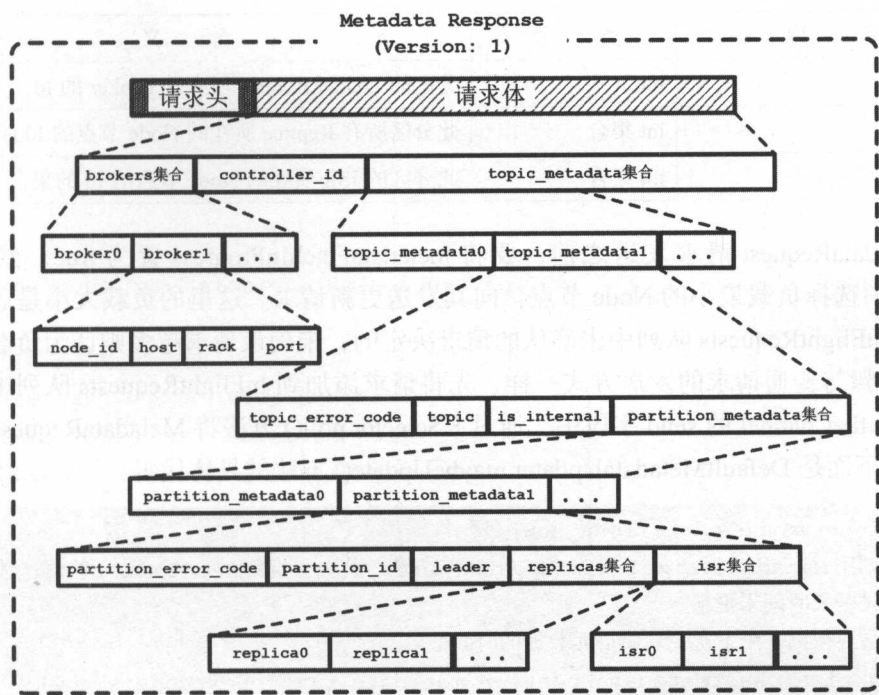 Metadata Response
(Version: 1)
请求头 请求体
brokers集合 controller_id topic_metadata集合
broker0 broker1 ... topic_metadata0 topic_metadata1 ...
node_id host rack port
topic_error_code topic is_internal partition_metadata集合
partition_metadata0 partition_metadata1 ...
partition_error_code partition_id leader replicas集合 isr集合
replica0 replica1 ... isr0 isr1 ...